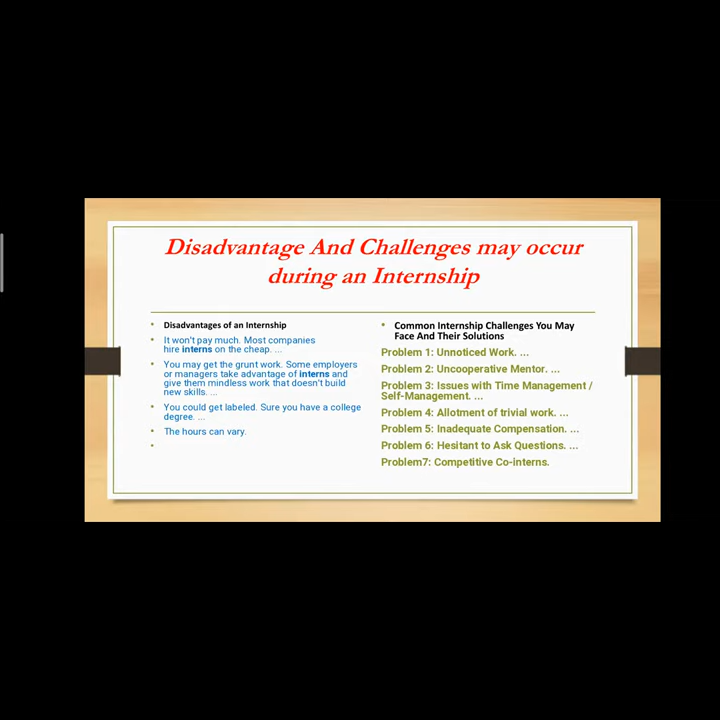 Disadvantage And Challenges may occur
during an Internship
Disadvantages of an Internship
It won't pay much. Most companies
hire interns on the cheap. ...
You may get the grunt work. Some employers
or managers take advantage of interns and
give them mindless work that doesn't build
new skills. ...
You could get labeled. Sure you have a college
degree. ...
The hours can vary.
Common Internship Challenges You May
Face And Their Solutions
Problem 1: Unnoticed Work. ...
Problem 2: Uncooperative Mentor. ...
Problem 3: Issues with Time Management /
Self-Management. ...
Problem 4: Allotment of trivial work. ...
Problem 5: Inadequate Compensation. ...
Problem 6: Hesitant to Ask Questions. ...
Problem7: Competitive Co-interns.